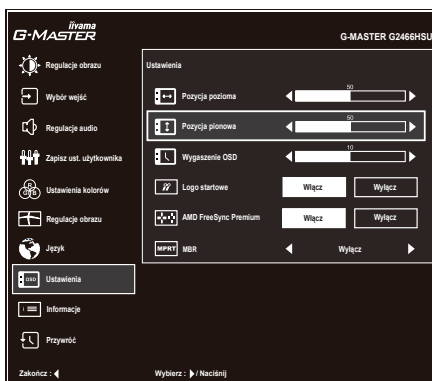 iiyama
G-MASTER
G-MASTER G2466HSU
Regulacje obrazu
Wybór wejść
Regulacje audio
Zapisz ust. użytkownika
Ustawienia kolorów
Regulacje obrazu
Język
OSD Ustawienia
Informacje
Przywróć
Ustawienia
Pozycja pozioma 50
Pozycja pionowa 50
Wygaszenie OSD 10
Logo startowe Włącz Wyłącz
AMD FreeSync Premium Włącz Wyłącz
MPRT MBR Wyłącz
Zakończ :
Wybierz : / Naciśnij